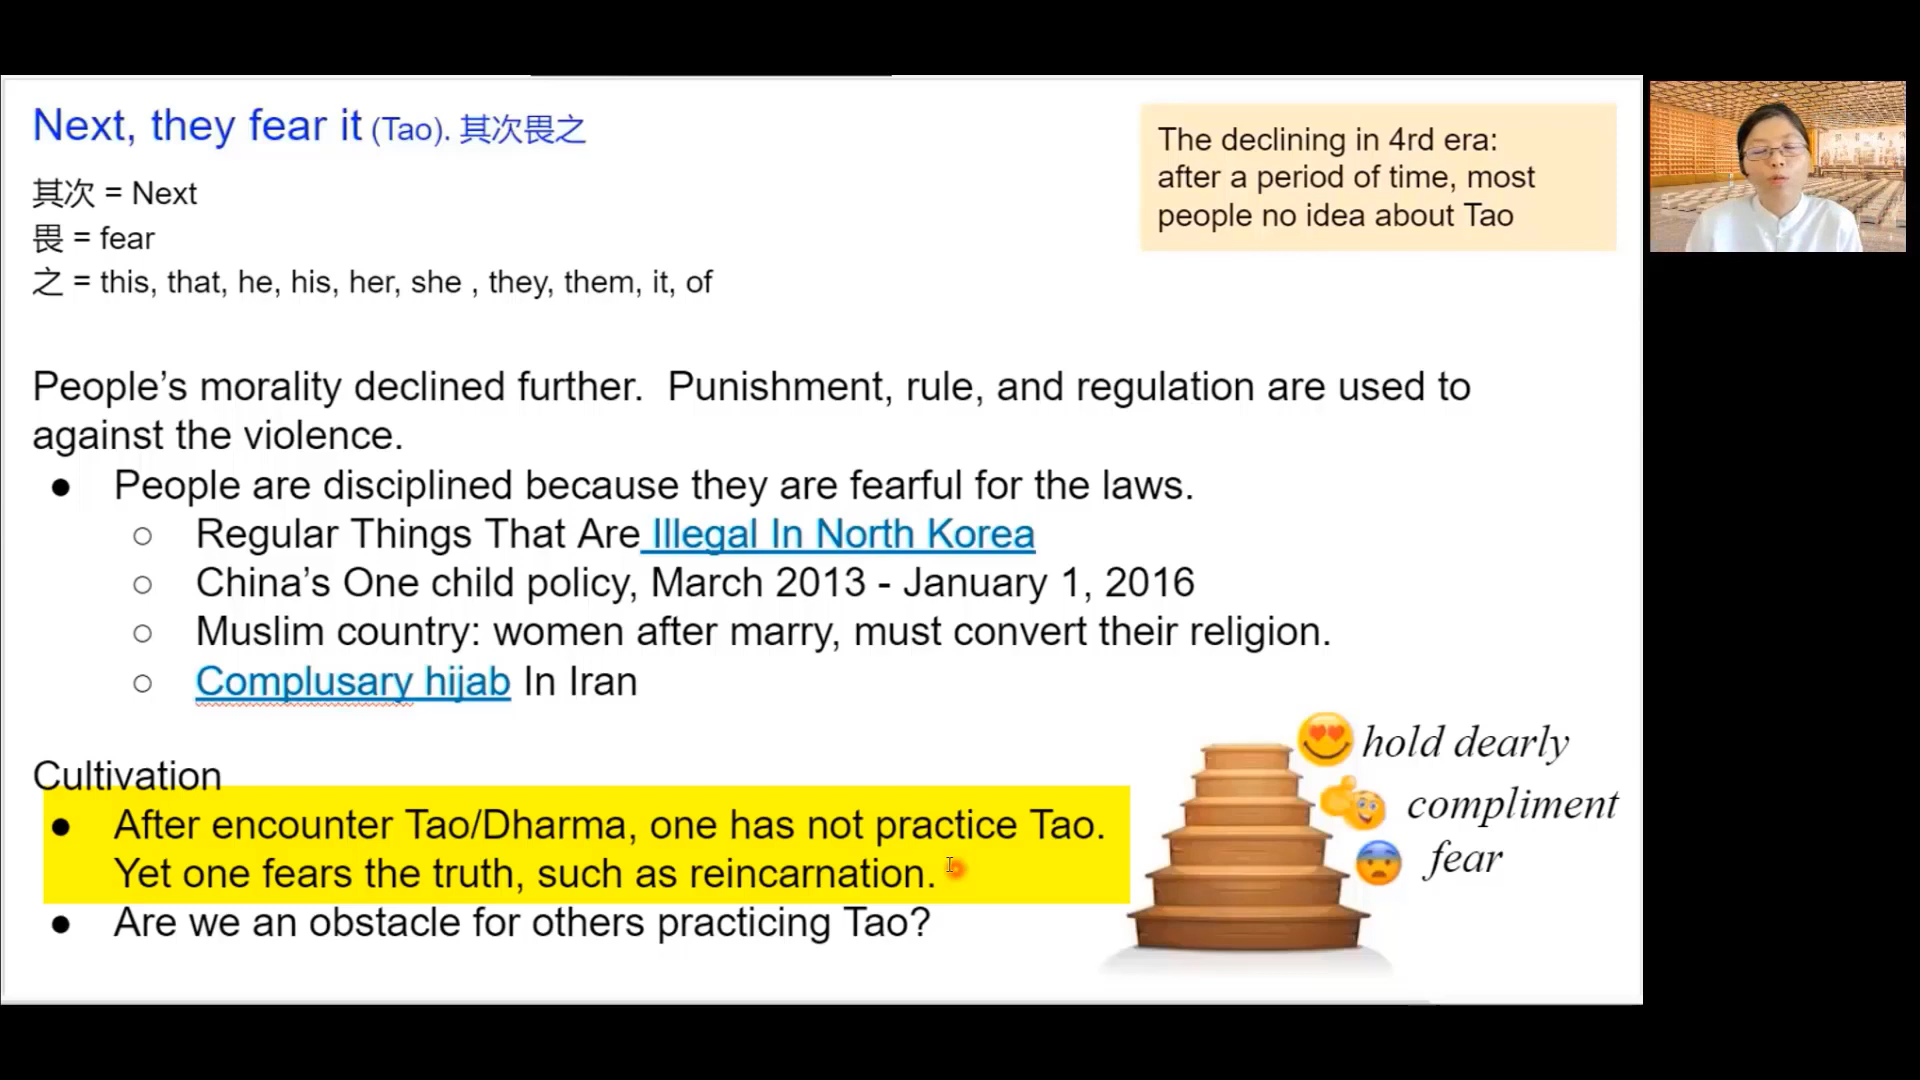 Next, they fear it (Tao). 其次畏之
The declining in 4rd era:
after a period of time, most
people no idea about Tao
其次 = Next
畏 = fear
之 = this, that, he, his, her, she , they, them, it, of
People’s morality declined further. Punishment, rule, and regulation are used to
against the violence.
● People are disciplined because they are fearful for the laws.
○ Regular Things That Are Illegal In North Korea
○ China’s One child policy, March 2013 - January 1, 2016
○ Muslim country: women after marry, must convert their religion.
○ Complusary hijab In Iran
hold dearly
compliment
fear
Cultivation
● After encounter Tao/Dharma, one has not practice Tao.
Yet one fears the truth, such as reincarnation.
● Are we an obstacle for others practicing Tao?